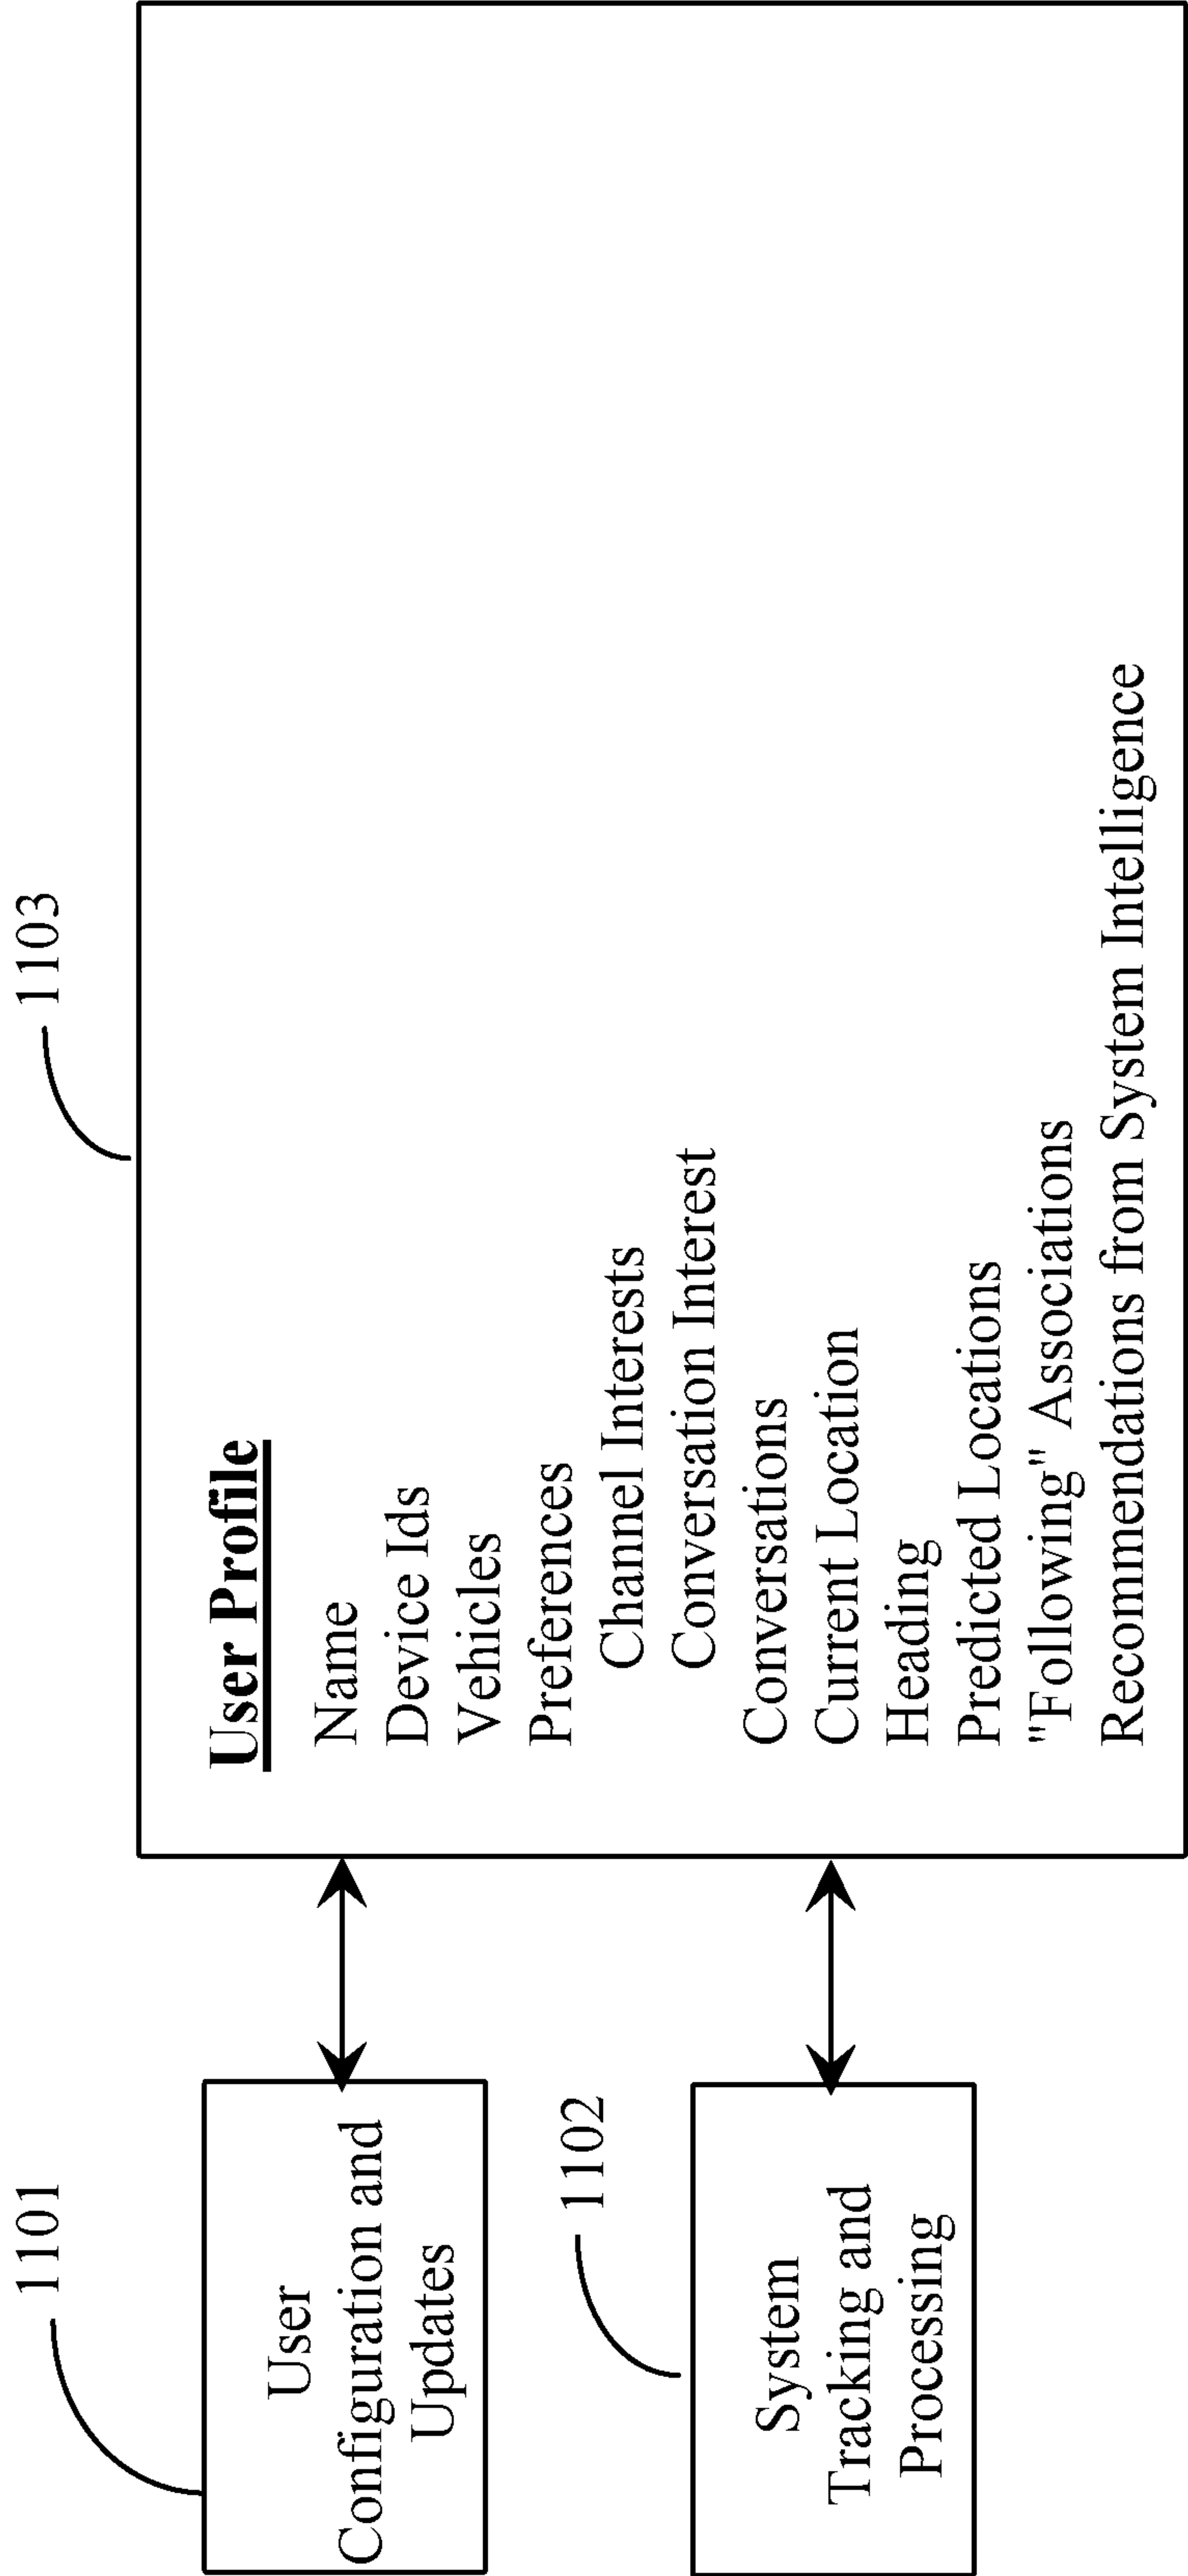 1101
User
Configuration and
Updates
1102
System
Tracking and
Processing
1103
User Profile
Name
Device Ids
Vehicles
Preferences
Channel Interests
Conversation Interest
Conversations
Current Location
Heading
Predicted Locations
"Following" Associations
Recommendations from System Intelligence